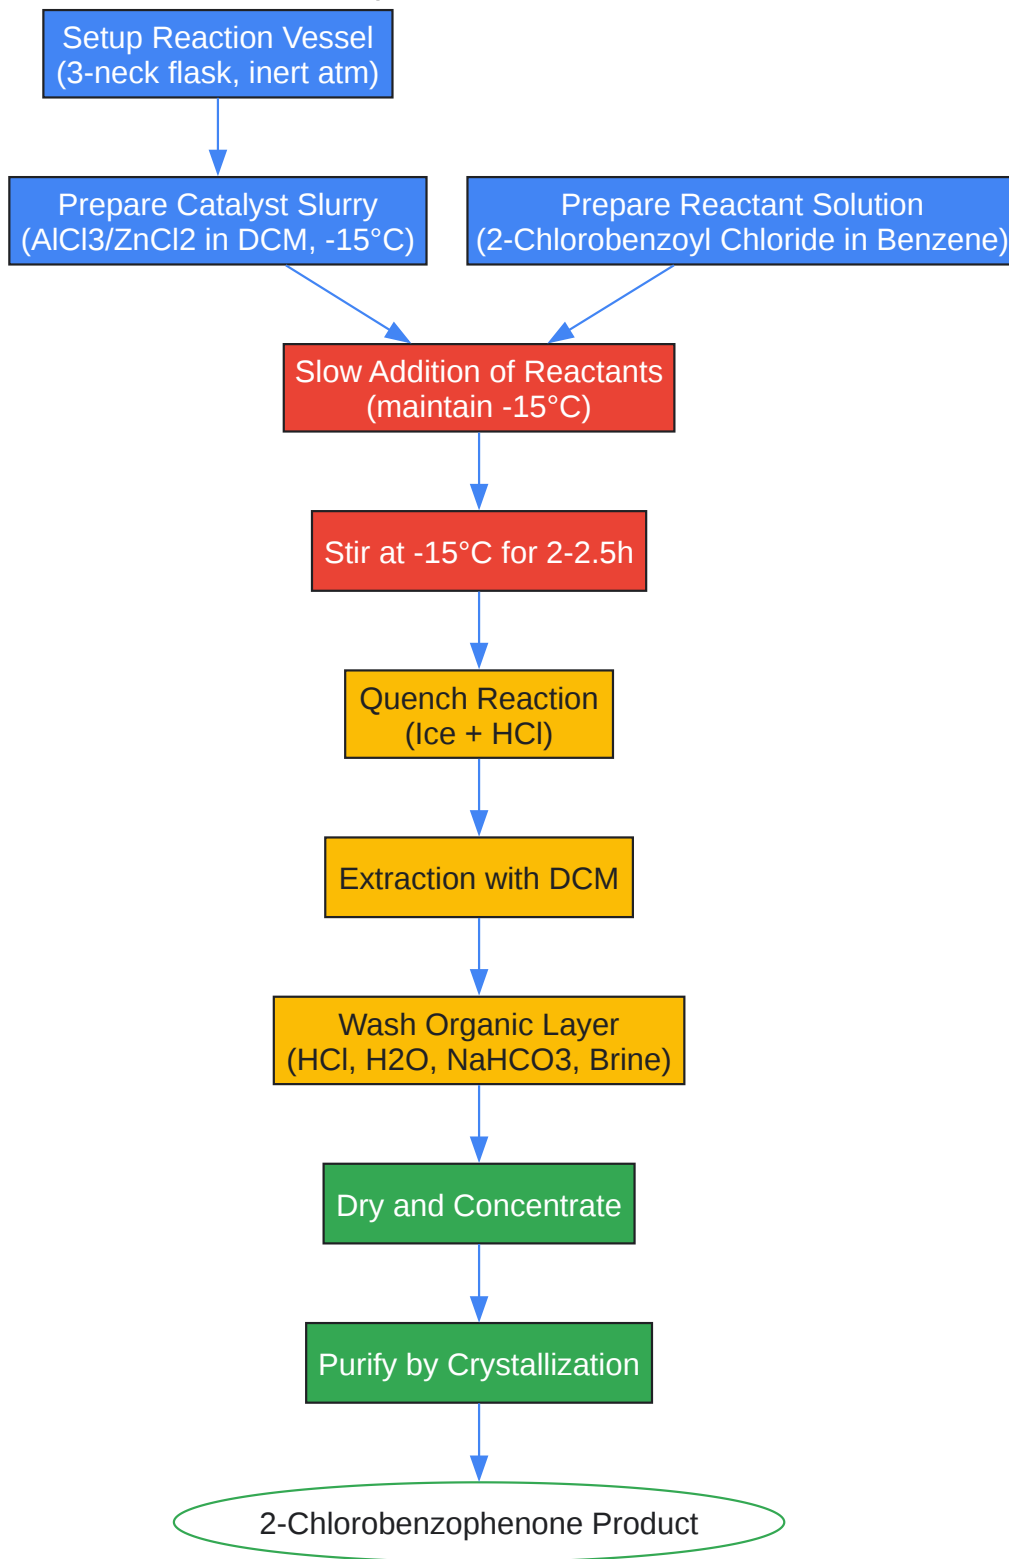 Setup Reaction Vessel
(3-neck flask, inert atm)
Prepare Catalyst Slurry
(AlCl3/ZnCl2 in DCM, -15°C)
Prepare Reactant Solution
(2-Chlorobenzoyl Chloride in Benzene)
Slow Addition of Reactants
(maintain -15°C)
Stir at -15°C for 2-2.5h
Quench Reaction
(Ice + HCl)
Extraction with DCM
Wash Organic Layer
(HCl, H2O, NaHCO3, Brine)
Dry and Concentrate
Purify by Crystallization
2-Chlorobenzophenone Product